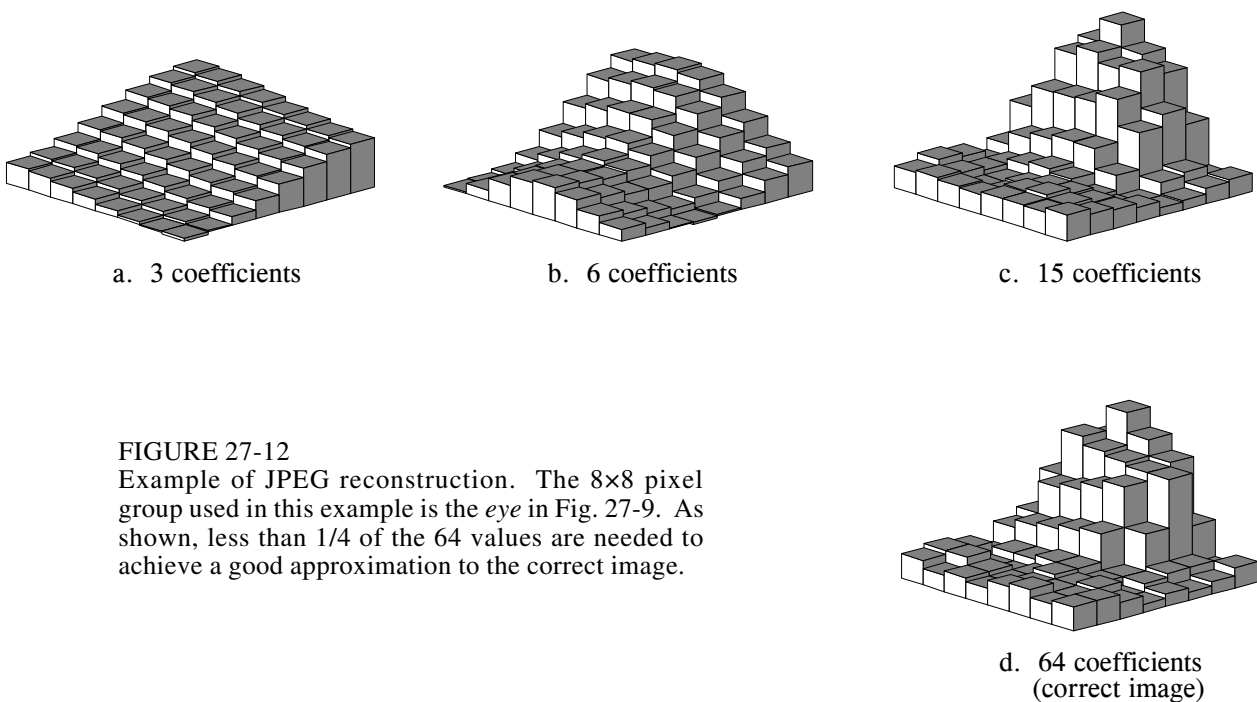 a. 3 coefficients
b. 6 coefficients
c. 15 coefficients
FIGURE 27-12
Example of JPEG reconstruction. The 8×8 pixel
group used in this example is the eye in Fig. 27-9. As
shown, less than 1/4 of the 64 values are needed to
achieve a good approximation to the correct image.
d. 64 coefficients
(correct image)